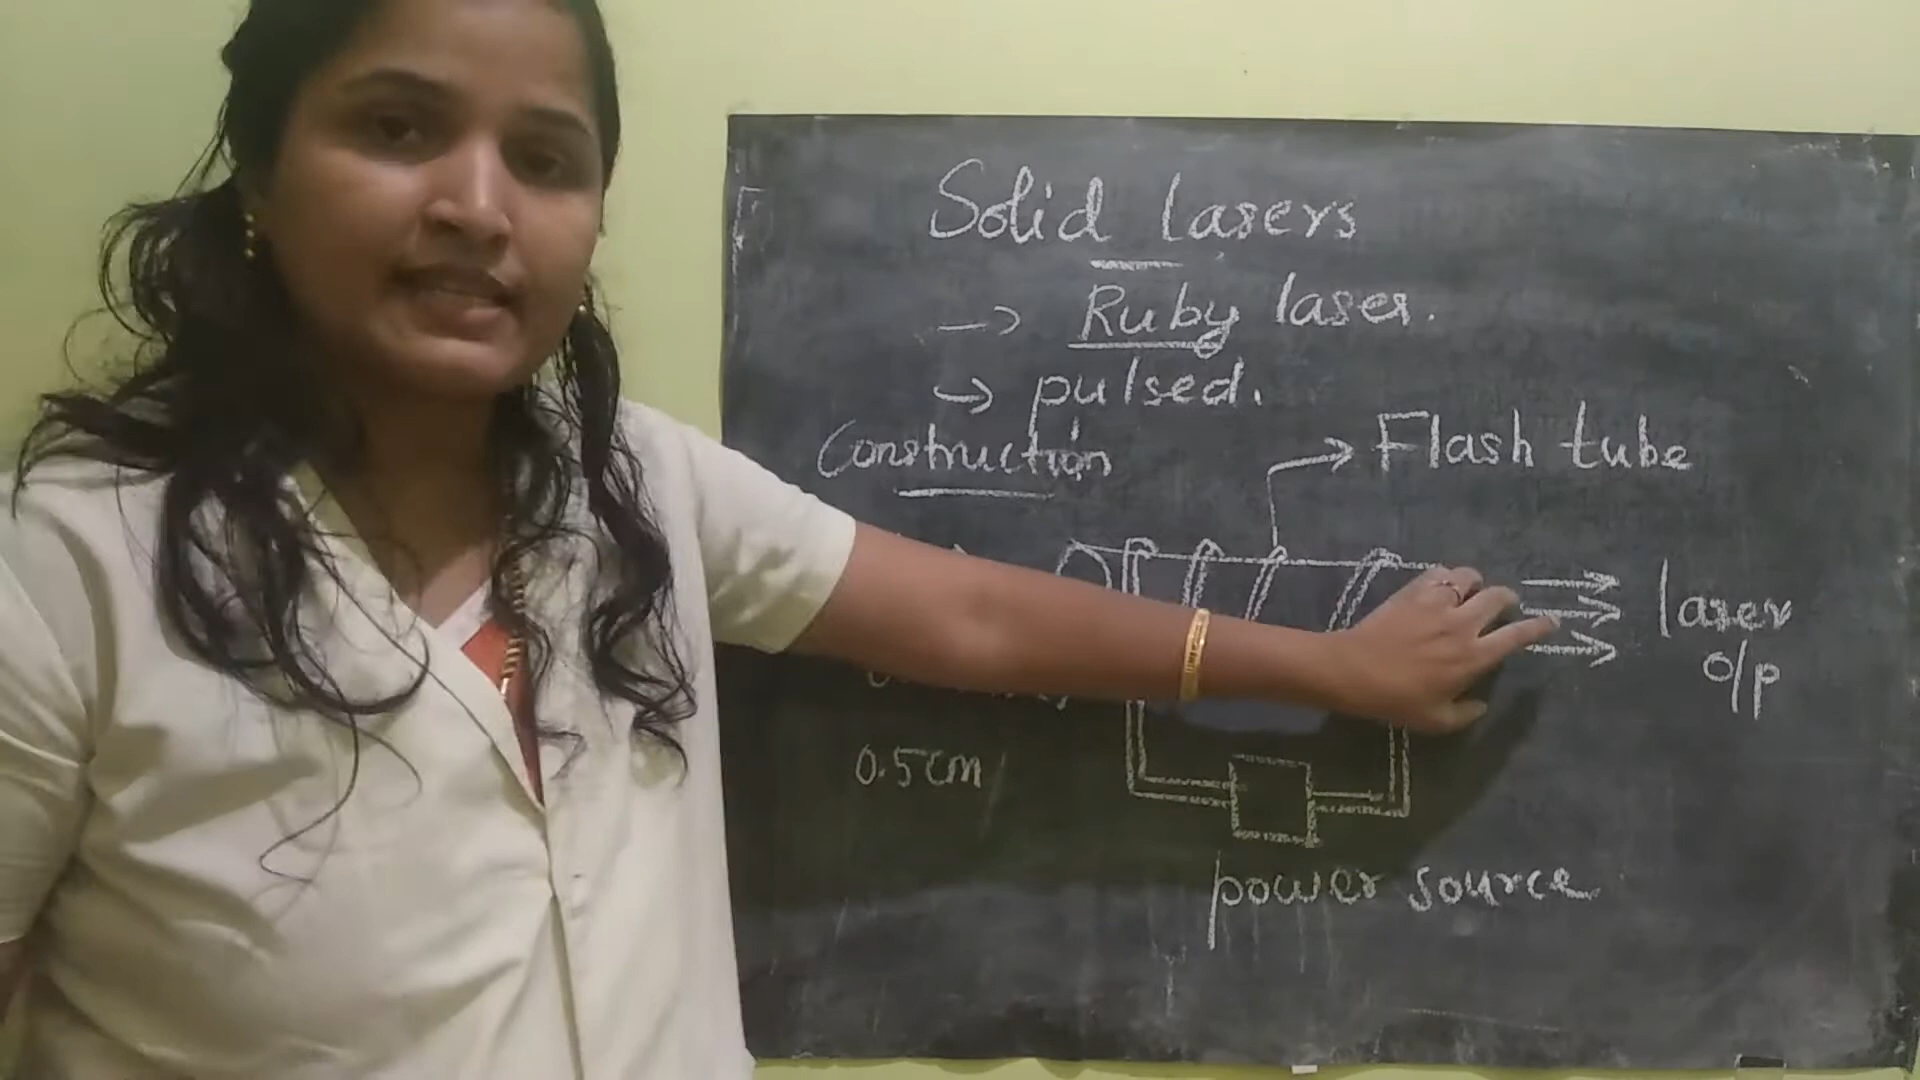 Solid lasers
→ Ruby laser.
→ pulsed.
Construction
→ Flash tube
laser
o/p
0.5cm
power source